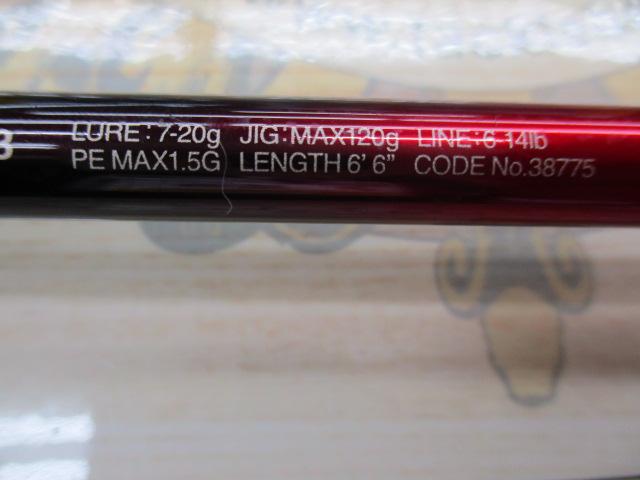 B LURE: 7-20g JIG:MAX120g LINE:6-14lb
PE MAX1.5G LENGTH 6' 6" CODE No.38775